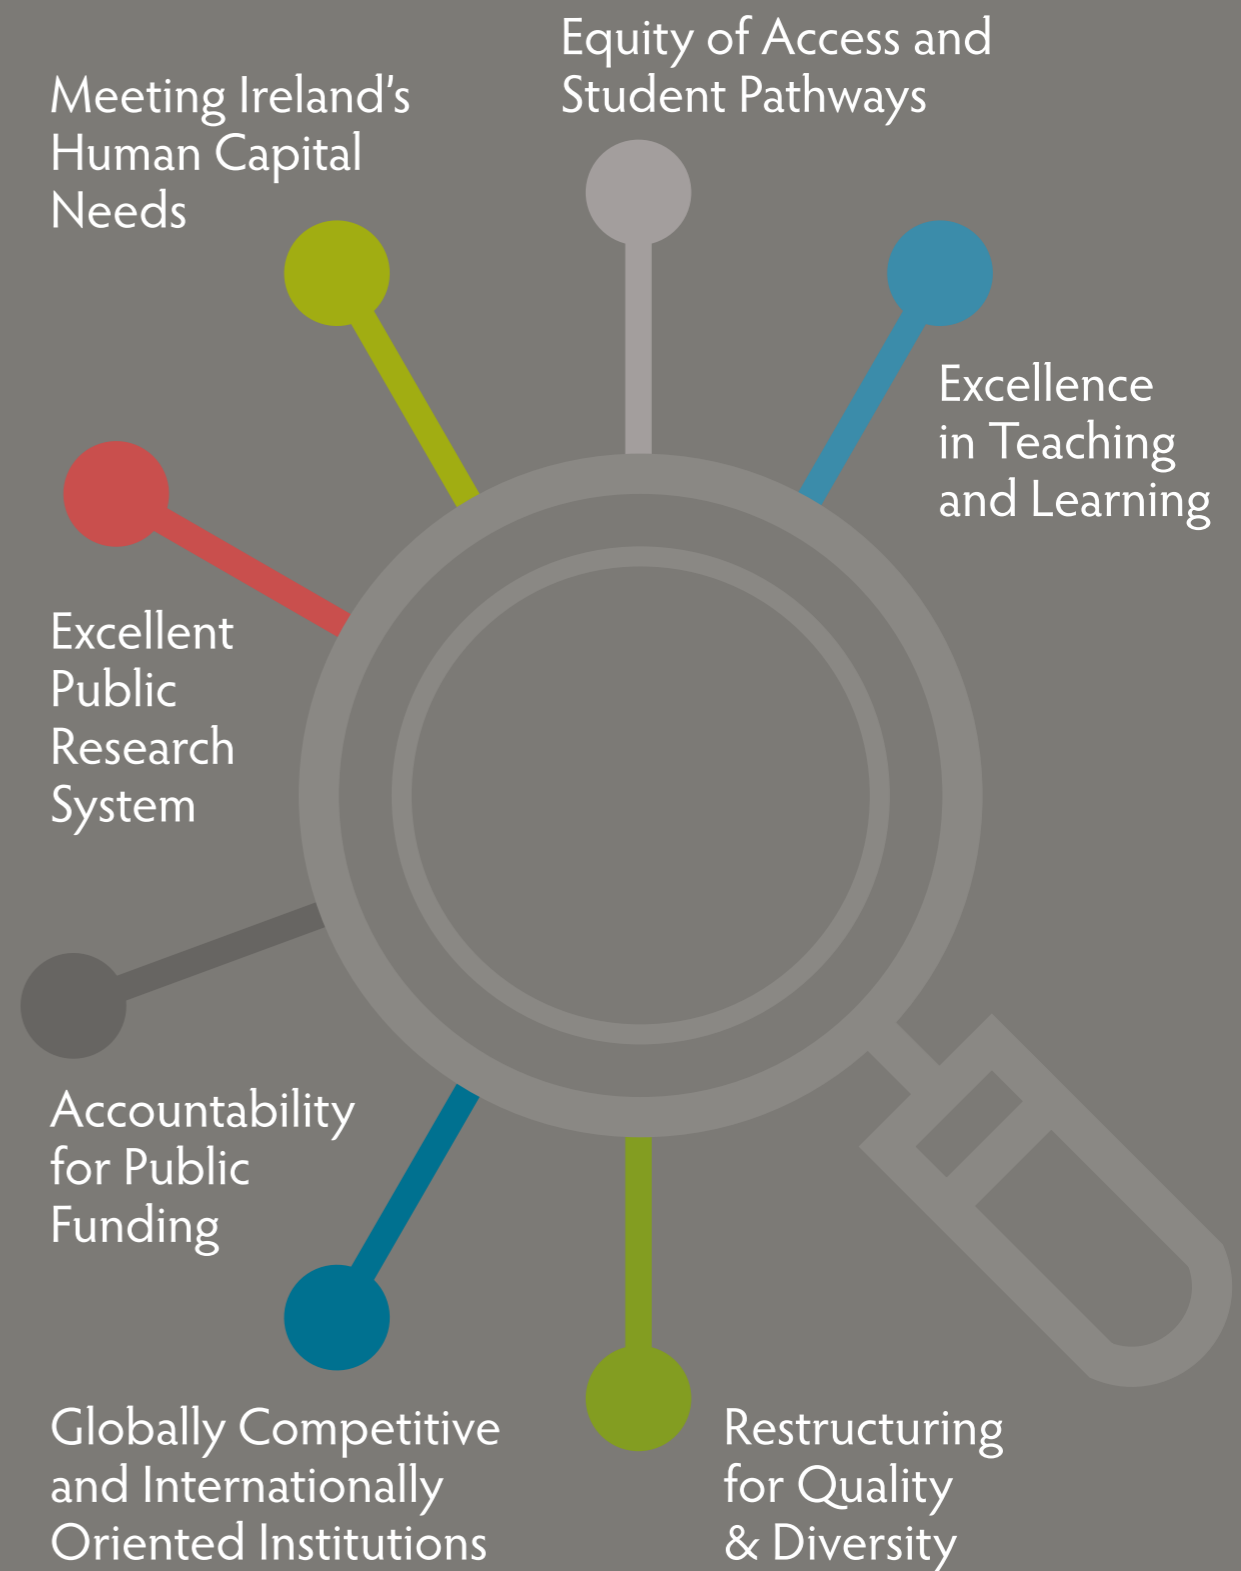 Equity of Access and
Student Pathways
Meeting Ireland's
Human Capital
Needs
Excellence
in Teaching
and Learning
Excellent
Public
Research
System
Accountability
for Public
Funding
Globally Competitive
and Internationally
Oriented Institutions
Restructuring
for Quality
& Diversity